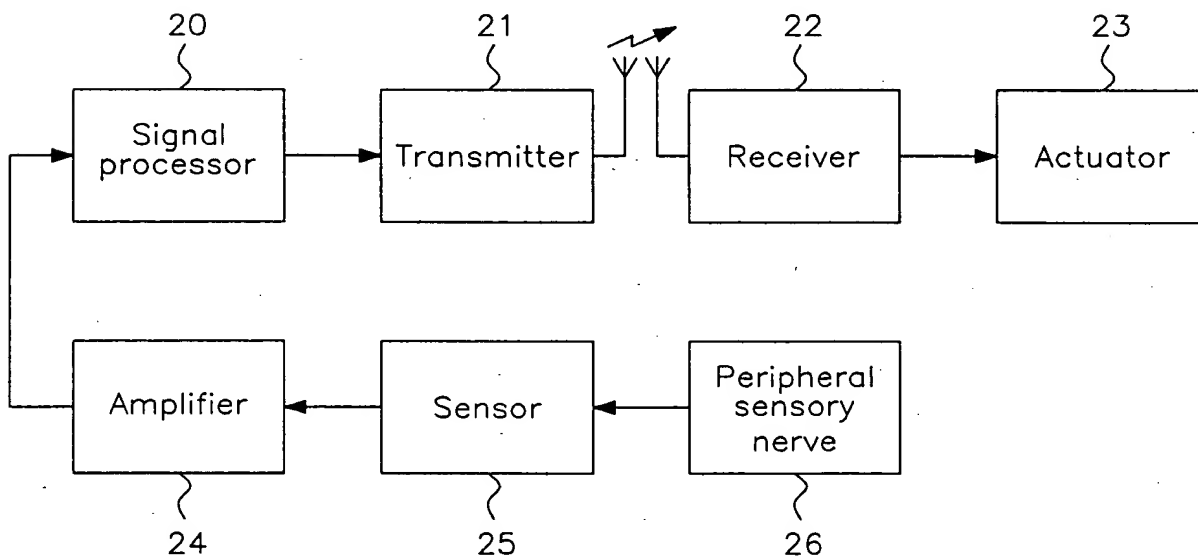 20
21
22
23
Signal
processor
Transmitter
Receiver
Actuator
Amplifier
Sensor
Peripheral
sensory
nerve
24
25
26